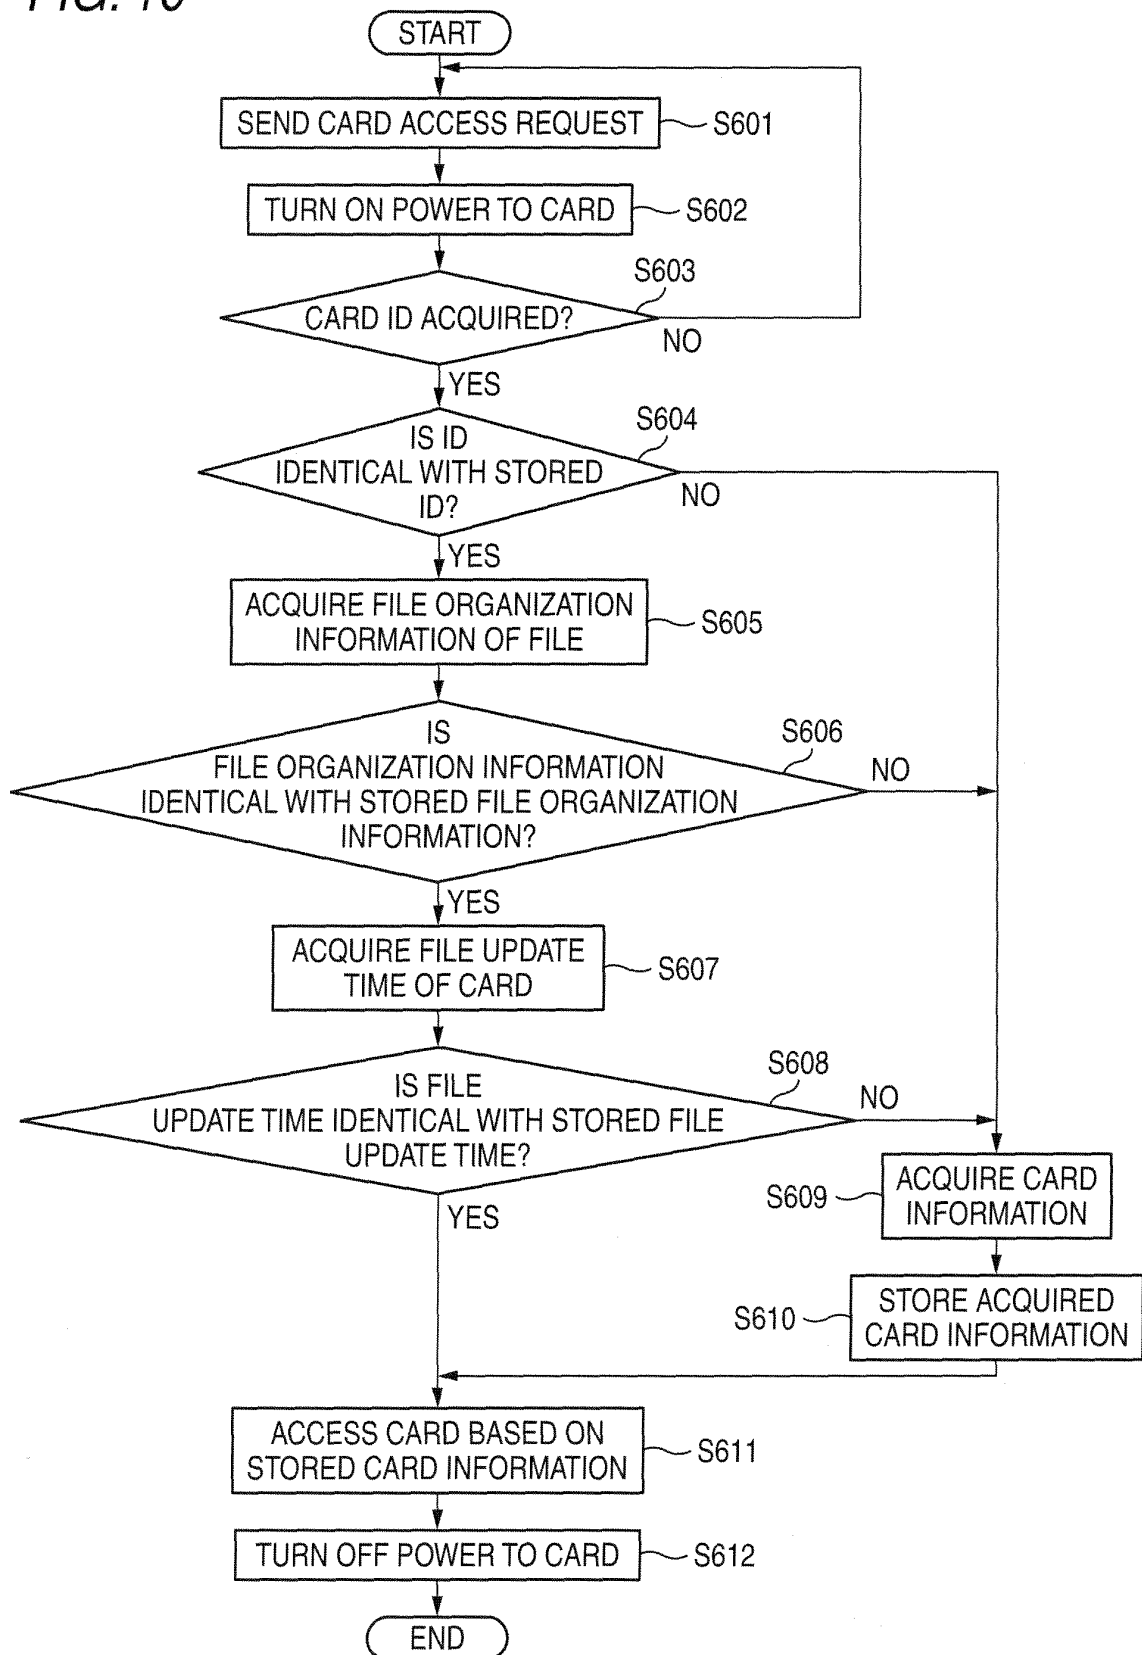 FIG. 10
START
SEND CARD ACCESS REQUEST
S601
TURN ON POWER TO CARD
S602
S603
CARD ID ACQUIRED?
NO
YES
S604
IS ID
IDENTICAL WITH STORED
ID?
NO
YES
ACQUIRE FILE ORGANIZATION
INFORMATION OF FILE
S605
IS
FILE ORGANIZATION INFORMATION
IDENTICAL WITH STORED FILE ORGANIZATION
INFORMATION?
S606
NO
YES
ACQUIRE FILE UPDATE
TIME OF CARD
S607
IS FILE
UPDATE TIME IDENTICAL WITH STORED FILE
UPDATE TIME?
S608
NO
YES
S609
ACQUIRE CARD
INFORMATION
S610
STORE ACQUIRED
CARD INFORMATION
ACCESS CARD BASED ON
STORED CARD INFORMATION
S611
TURN OFF POWER TO CARD
S612
END